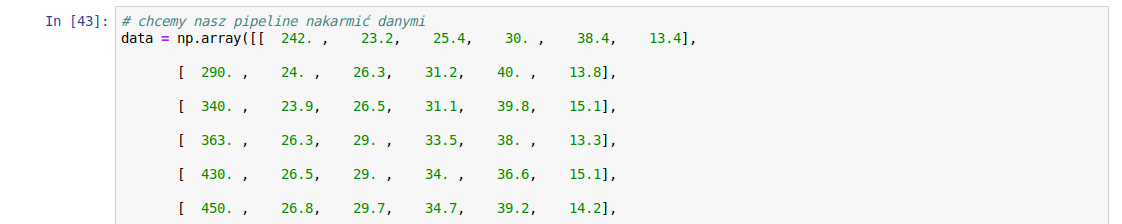 In [43]: # chcemy nasz pipeline nakarmić danymi
data = np.array([[  242. ,    23.2,    25.4,    30. ,    38.4,    13.4],
[  290. ,    24. ,    26.3,    31.2,    40. ,    13.8],
[  340. ,    23.9,    26.5,    31.1,    39.8,    15.1],
[  363. ,    26.3,    29. ,    33.5,    38. ,    13.3],
[  430. ,    26.5,    29. ,    34. ,    36.6,    15.1],
[  450. ,    26.8,    29.7,    34.7,    39.2,    14.2],